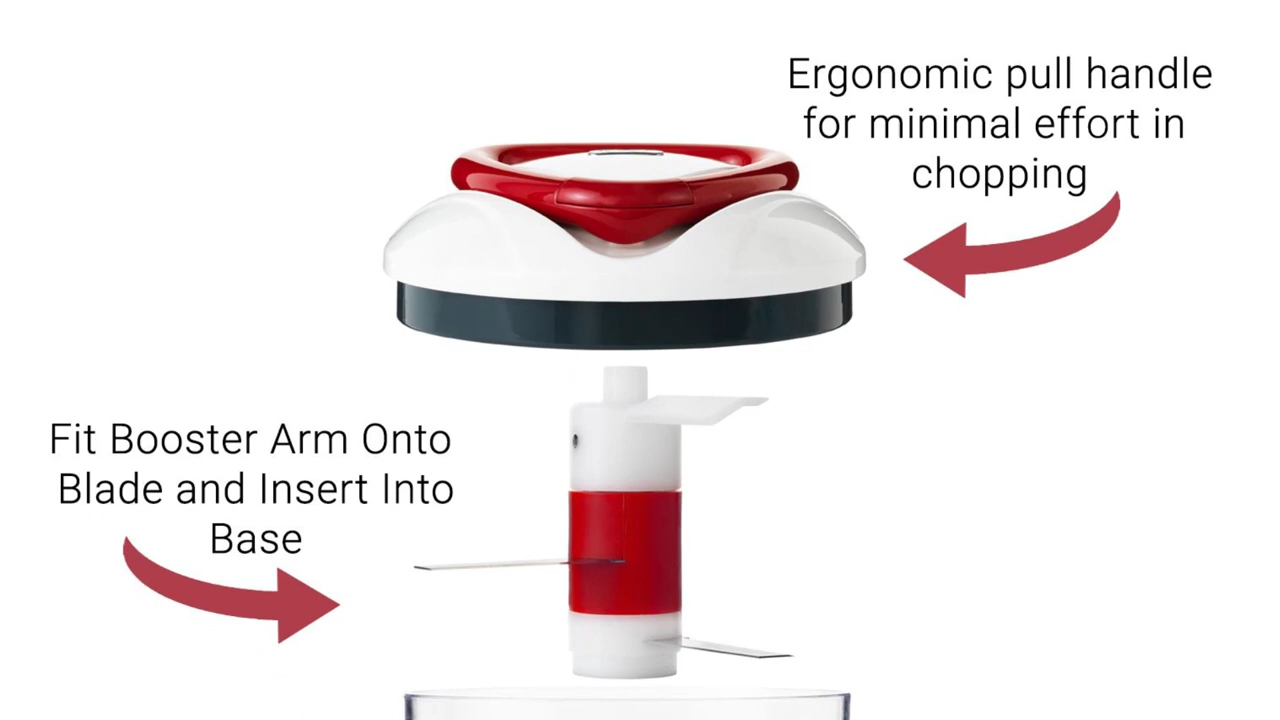 Ergonomic pull handle
for minimal effort in
chopping
Fit Booster Arm Onto
Blade and Insert Into
Base